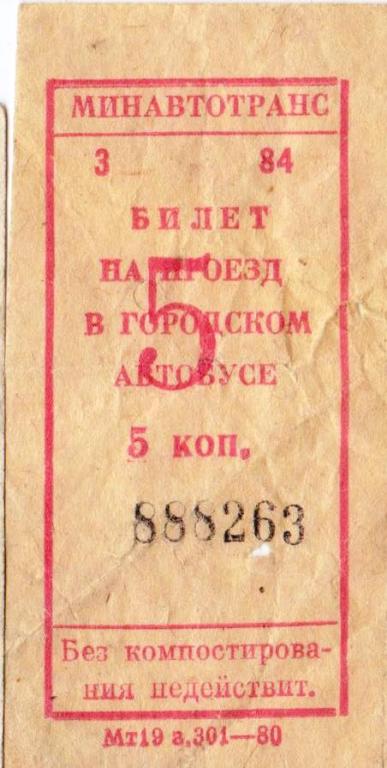 МИНАВТОТРАНС
3 84
БИЛЕТ
НА ПРОЕЗД
В ГОРОДСКОМ
АВТОБУСЕ
5
5 коп.
888263
Без компостирова-
ния недействит.
Мт19 з.301—80